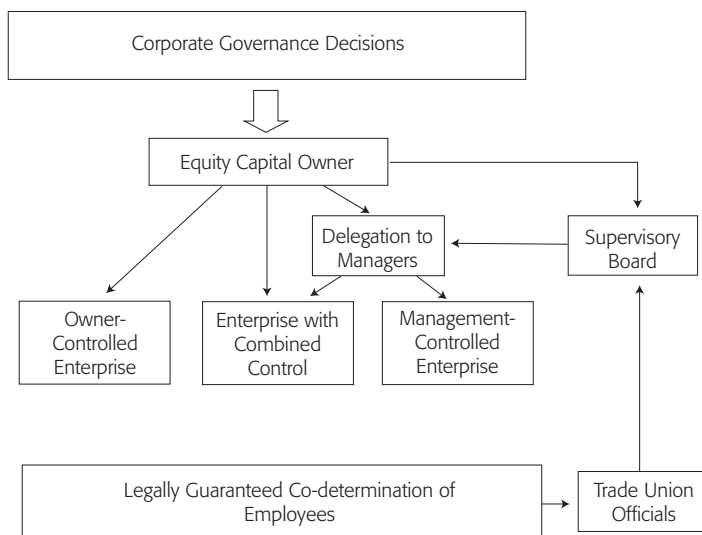 Corporate Governance Decisions
Equity Capital Owner
Delegation to
Managers
Supervisory
Board
Owner-
Controlled
Enterprise
Enterprise with
Combined
Control
Management-
Controlled
Enterprise
Legally Guaranteed Co-determination of
Employees
Trade Union
Officials